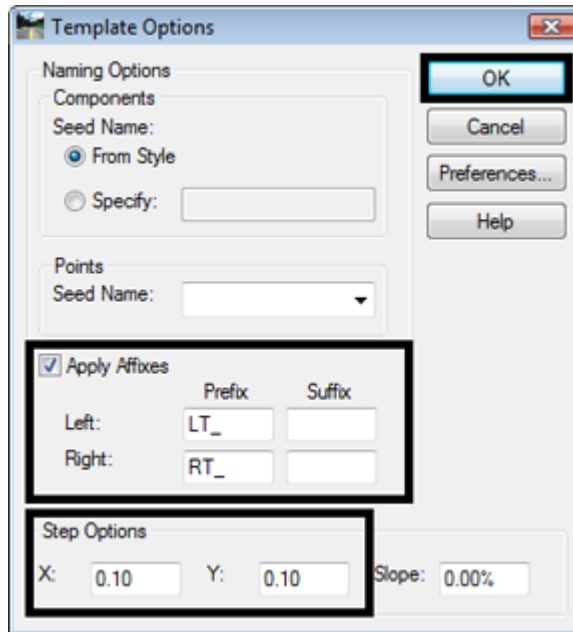 Template Options
Naming Options
Components
Seed Name:
From Style
Specify:
Points
Seed Name:
OK
Cancel
Preferences...
Help
Apply Affixes
Prefix Suffix
Left: LT_
Right: RT_
Step Options
X: 0.10 Y: 0.10 Slope: 0.00%